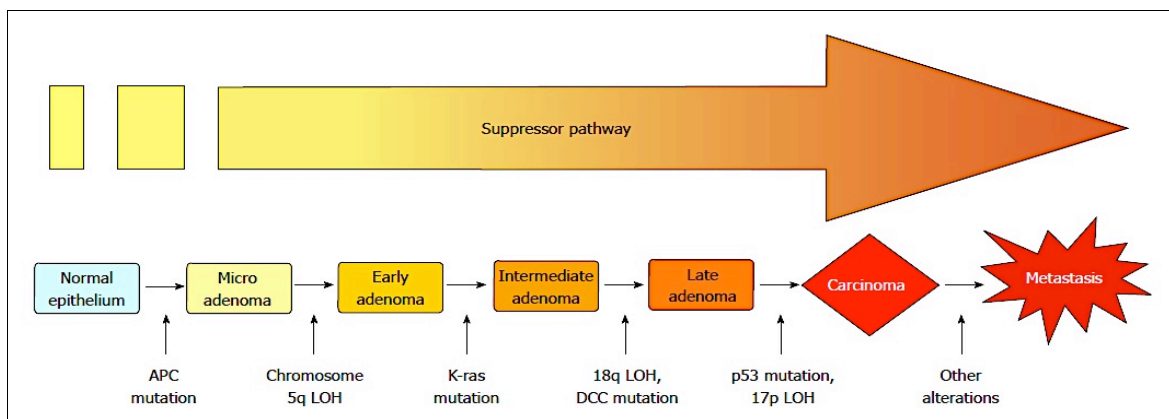 Suppressor pathway
Normal
epithelium
Micro
adenoma
Early
adenoma
Intermediate
adenoma
Late
adenoma
Carcinoma
Metastasis
APC
mutation
Chromosome
5q LOH
K-ras
mutation
18q LOH,
DCC mutation
p53 mutation,
17p LOH
Other
alterations